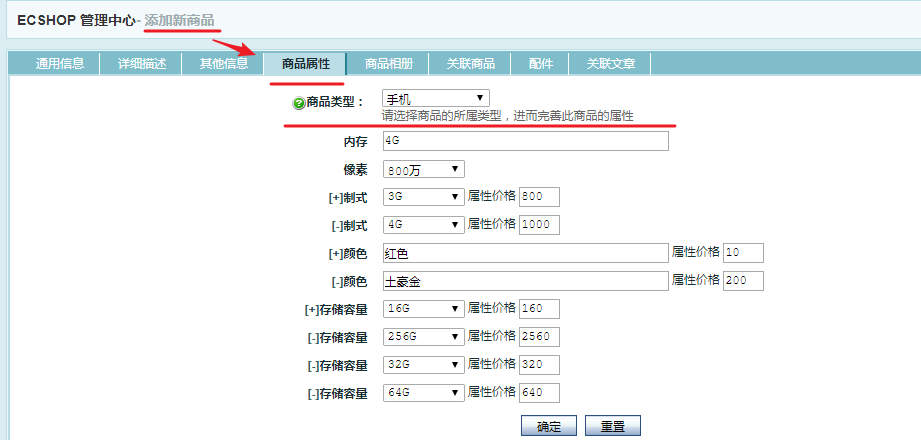 ECSHOP 管理中心- 添加新商品
通用信息 详细描述 其他信息 商品属性 商品相册 关联商品 配件 关联文章
商品类型： 手机
请选择商品的所属类型，进而完善此商品的属性
内存 4G
像素 800万
[+]制式 3G 属性价格 800
[-]制式 4G 属性价格 1000
[+]颜色 红色 属性价格 10
[-]颜色 土豪金 属性价格 200
[+]存储容量 16G 属性价格 160
[-]存储容量 256G 属性价格 2560
[-]存储容量 32G 属性价格 320
[-]存储容量 64G 属性价格 640
确定 重置